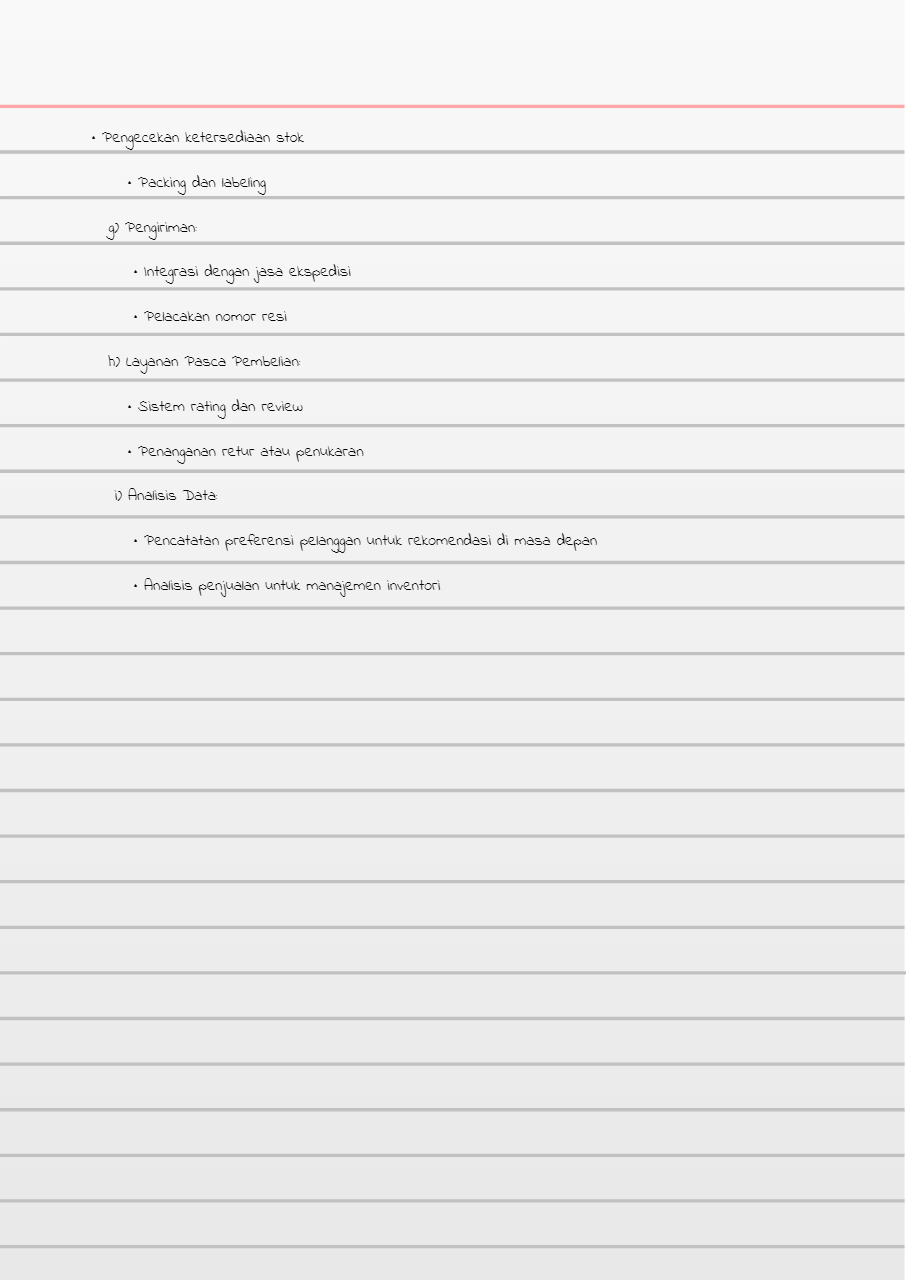 • Pengecekan ketersediaan stok
• Packing dan labeling
g) Pengiriman:
• Integrasi dengan jasa ekspedisi
• Pelacakan nomor resi
h) Layanan Pasca Pembelian:
• Sistem rating dan review
• Penanganan retur atau penukaran
i) Analisis Data:
• Pencatatan preferensi pelanggan untuk rekomendasi di masa depan
• Analisis penjualan untuk manajemen inventori